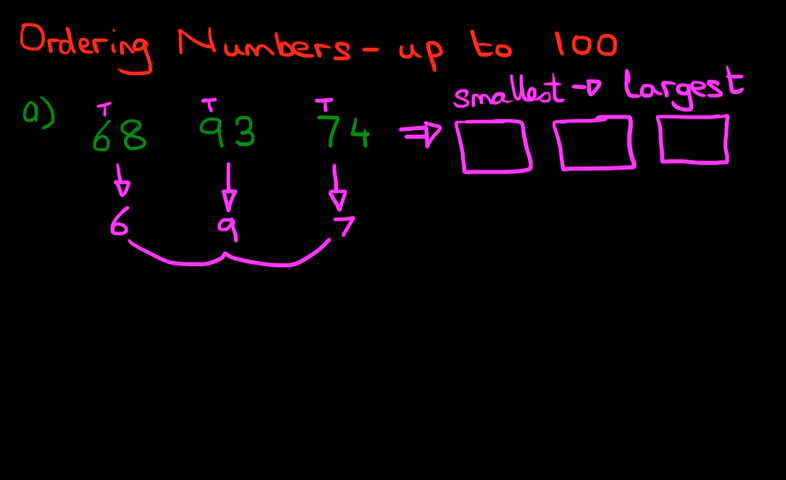 Ordering Numbers - up to 100
smallest → largest
a) 68 93 74 ⇒
T T T
6 9 7